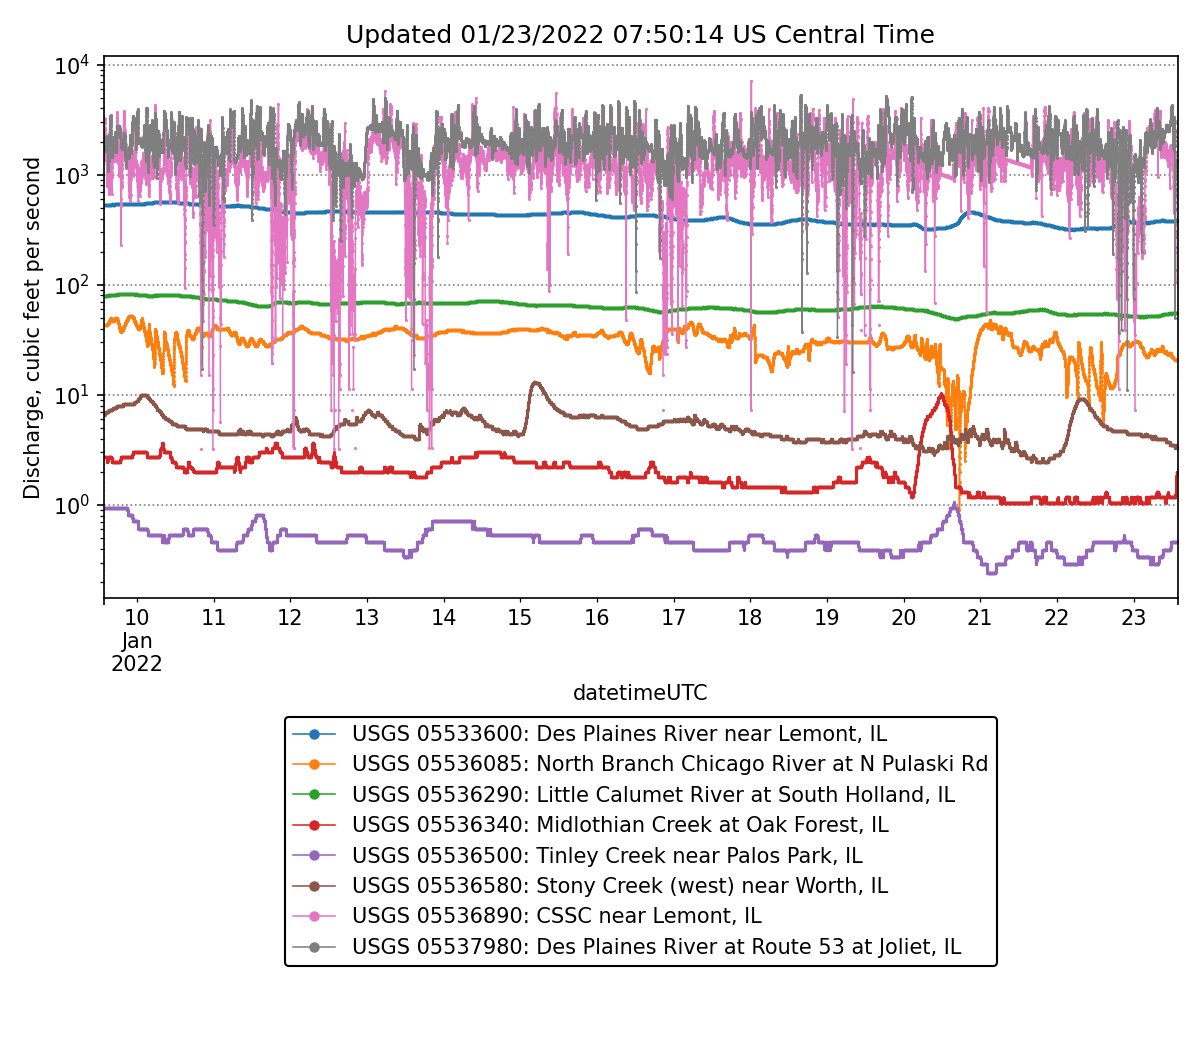 Updated 01/23/2022 07:50:14 US Central Time
Discharge, cubic feet per second
10^4
10^3
10^2
10^1
10^0
10 11 12 13 14 15 16 17 18 19 20 21 22 23
Jan
2022
datetimeUTC
USGS 05533600: Des Plaines River near Lemont, IL
USGS 05536085: North Branch Chicago River at N Pulaski Rd
USGS 05536290: Little Calumet River at South Holland, IL
USGS 05536340: Midlothian Creek at Oak Forest, IL
USGS 05536500: Tinley Creek near Palos Park, IL
USGS 05536580: Stony Creek (west) near Worth, IL
USGS 05536890: CSSC near Lemont, IL
USGS 05537980: Des Plaines River at Route 53 at Joliet, IL